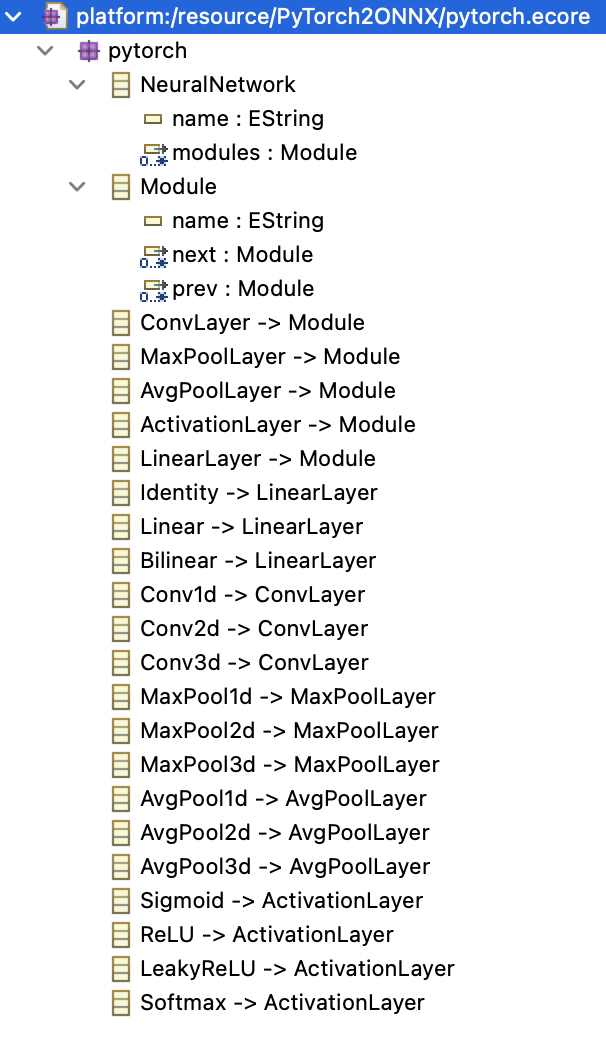 platform:/resource/PyTorch2ONNX/pytorch.ecore
pytorch
NeuralNetwork
name : EString
0..* modules : Module
Module
name : EString
0..* next : Module
0..* prev : Module
ConvLayer -> Module
MaxPoolLayer -> Module
AvgPoolLayer -> Module
ActivationLayer -> Module
LinearLayer -> Module
Identity -> LinearLayer
Linear -> LinearLayer
Bilinear -> LinearLayer
Conv1d -> ConvLayer
Conv2d -> ConvLayer
Conv3d -> ConvLayer
MaxPool1d -> MaxPoolLayer
MaxPool2d -> MaxPoolLayer
MaxPool3d -> MaxPoolLayer
AvgPool1d -> AvgPoolLayer
AvgPool2d -> AvgPoolLayer
AvgPool3d -> AvgPoolLayer
Sigmoid -> ActivationLayer
ReLU -> ActivationLayer
LeakyReLU -> ActivationLayer
Softmax -> ActivationLayer